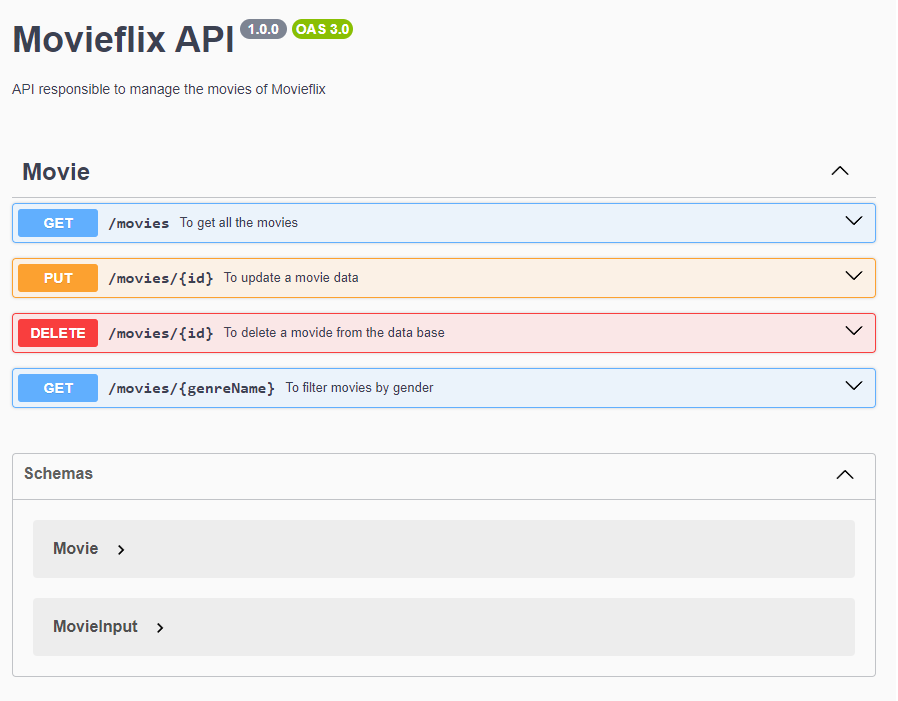 Movieflix API 1.0.0 OAS 3.0
API responsible to manage the movies of Movieflix
Movie
GET /movies To get all the movies
PUT /movies/{id} To update a movie data
DELETE /movies/{id} To delete a movide from the data base
GET /movies/{genreName} To filter movies by gender
Schemas
Movie
MovieInput